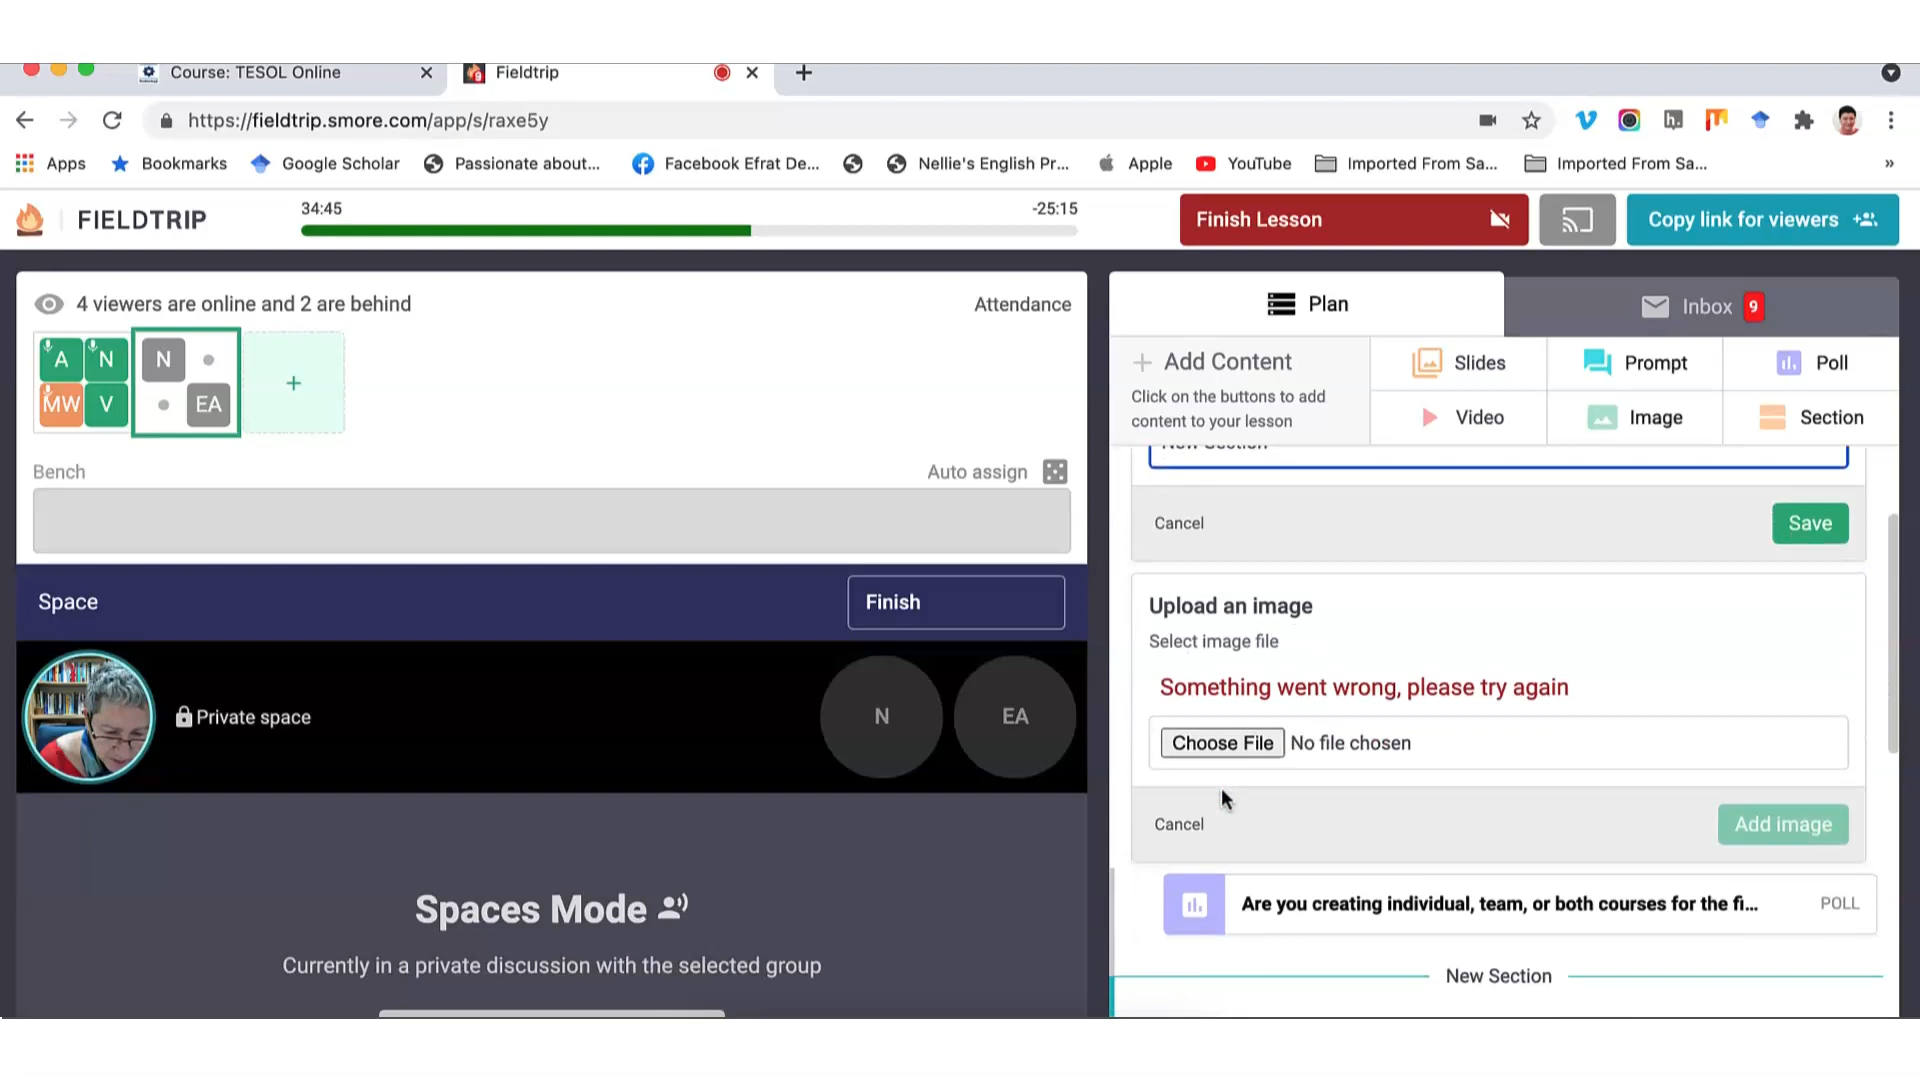 Course: TESOL Online
Fieldtrip
https://fieldtrip.smore.com/app/s/raxe5y
h.
Apps
Bookmarks
Google Scholar
Passionate about...
Facebook Efrat De...
Nellie's English Pr...
Apple
YouTube
Imported From Sa...
Imported From Sa...
»
FIELDTRIP
34:45
-25:15
Finish Lesson
Copy link for viewers
4 viewers are online and 2 are behind
Attendance
A
N
MW
V
N
EA
+
Bench
Auto assign
Space
Finish
Private space
N
EA
Spaces Mode
Currently in a private discussion with the selected group
Plan
Inbox
9
Add Content
Click on the buttons to add
content to your lesson
Slides
Prompt
Poll
Video
Image
Section
New Section
Cancel
Save
Upload an image
Select image file
Something went wrong, please try again
Choose File No file chosen
Cancel
Add image
Are you creating individual, team, or both courses for the fi...
POLL
New Section